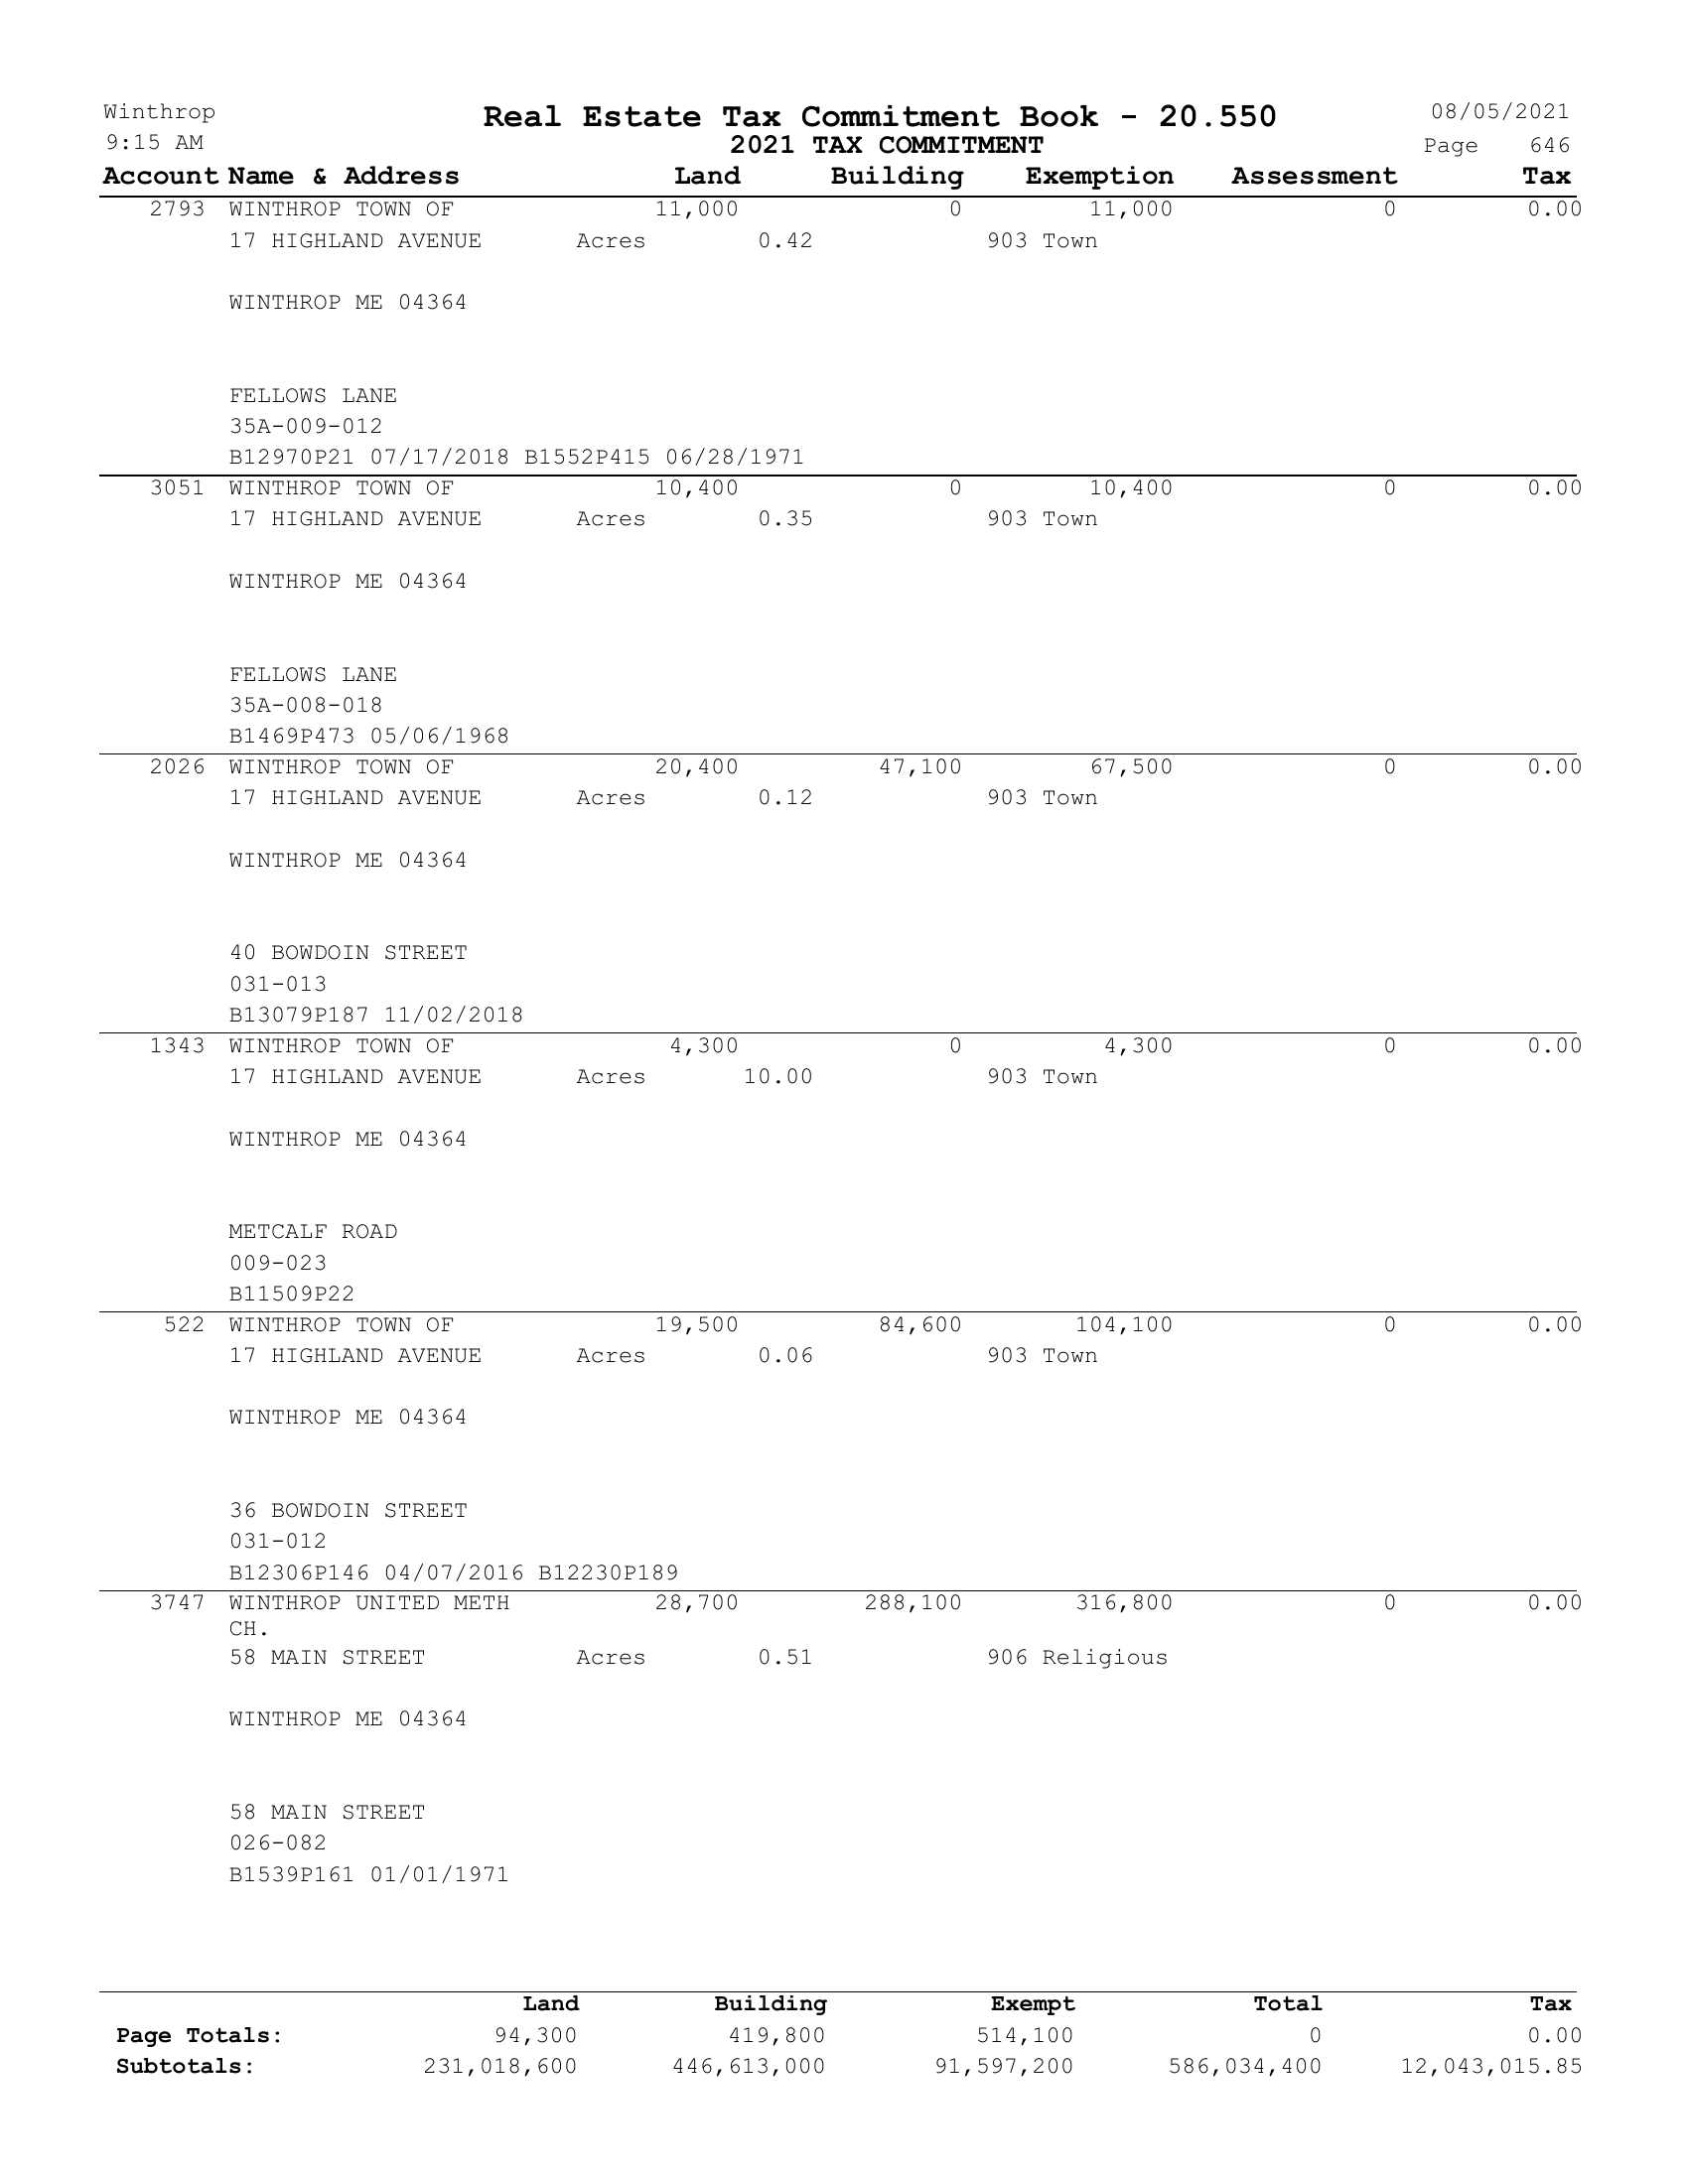 Winthrop Real Estate Tax Commitment Book - 20.550 08/05/2021
9:15 AM 2021 TAX COMMITMENT Page 646
Account Name & Address Land Building Exemption Assessment Tax
2793 WINTHROP TOWN OF 11,000 0 11,000 0 0.00
17 HIGHLAND AVENUE Acres 0.42 903 Town
WINTHROP ME 04364
FELLOWS LANE
35A-009-012
B12970P21 07/17/2018 B1552P415 06/28/1971
3051 WINTHROP TOWN OF 10,400 0 10,400 0 0.00
17 HIGHLAND AVENUE Acres 0.35 903 Town
WINTHROP ME 04364
FELLOWS LANE
35A-008-018
B1469P473 05/06/1968
2026 WINTHROP TOWN OF 20,400 47,100 67,500 0 0.00
17 HIGHLAND AVENUE Acres 0.12 903 Town
WINTHROP ME 04364
40 BOWDOIN STREET
031-013
B13079P187 11/02/2018
1343 WINTHROP TOWN OF 4,300 0 4,300 0 0.00
17 HIGHLAND AVENUE Acres 10.00 903 Town
WINTHROP ME 04364
METCALF ROAD
009-023
B11509P22
522 WINTHROP TOWN OF 19,500 84,600 104,100 0 0.00
17 HIGHLAND AVENUE Acres 0.06 903 Town
WINTHROP ME 04364
36 BOWDOIN STREET
031-012
B12306P146 04/07/2016 B12230P189
3747 WINTHROP UNITED METH 28,700 288,100 316,800 0 0.00
CH.
58 MAIN STREET Acres 0.51 906 Religious
WINTHROP ME 04364
58 MAIN STREET
026-082
B1539P161 01/01/1971
Land Building Exempt Total Tax
Page Totals: 94,300 419,800 514,100 0 0.00
Subtotals: 231,018,600 446,613,000 91,597,200 586,034,400 12,043,015.85